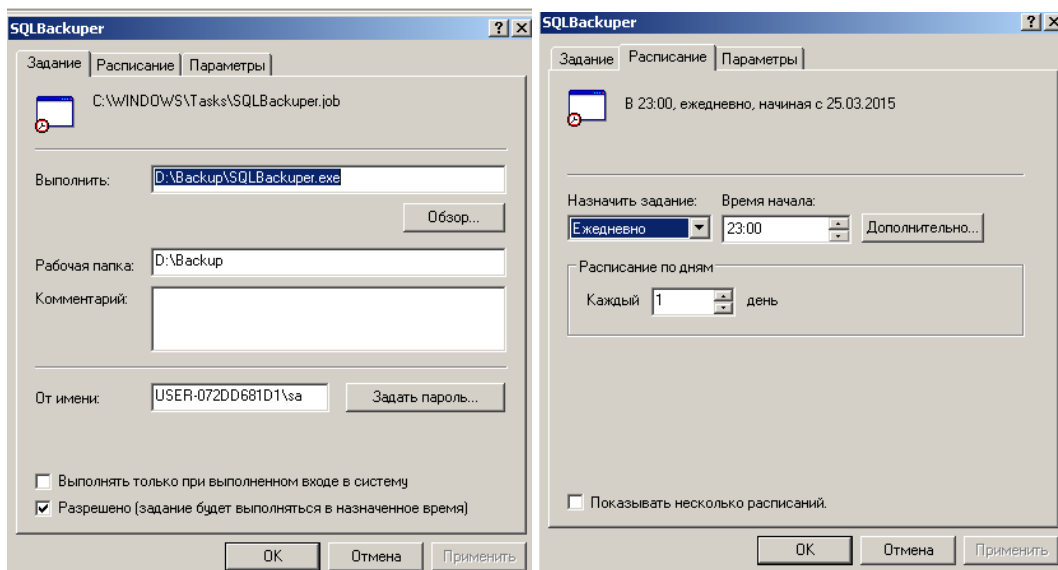 SQLBackuper
Задание Расписание Параметры
C:\WINDOWS\Tasks\SQLBackuper.job
Выполнить: D:\Backup\SQLBackuper.exe
Обзор...
Рабочая папка: D:\Backup
Комментарий:
От имени: USER-072DD681D1\sa Задать пароль...
Выполнять только при выполненном входе в систему
Разрешено (задание будет выполняться в назначенное время)
OK Отмена Применить
SQLBackuper
Задание Расписание Параметры
В 23:00, ежедневно, начиная с 25.03.2015
Назначить задание: Время начала:
Ежедневно 23:00 Дополнительно...
Расписание по дням
Каждый 1 день
Показывать несколько расписаний.
OK Отмена Применить